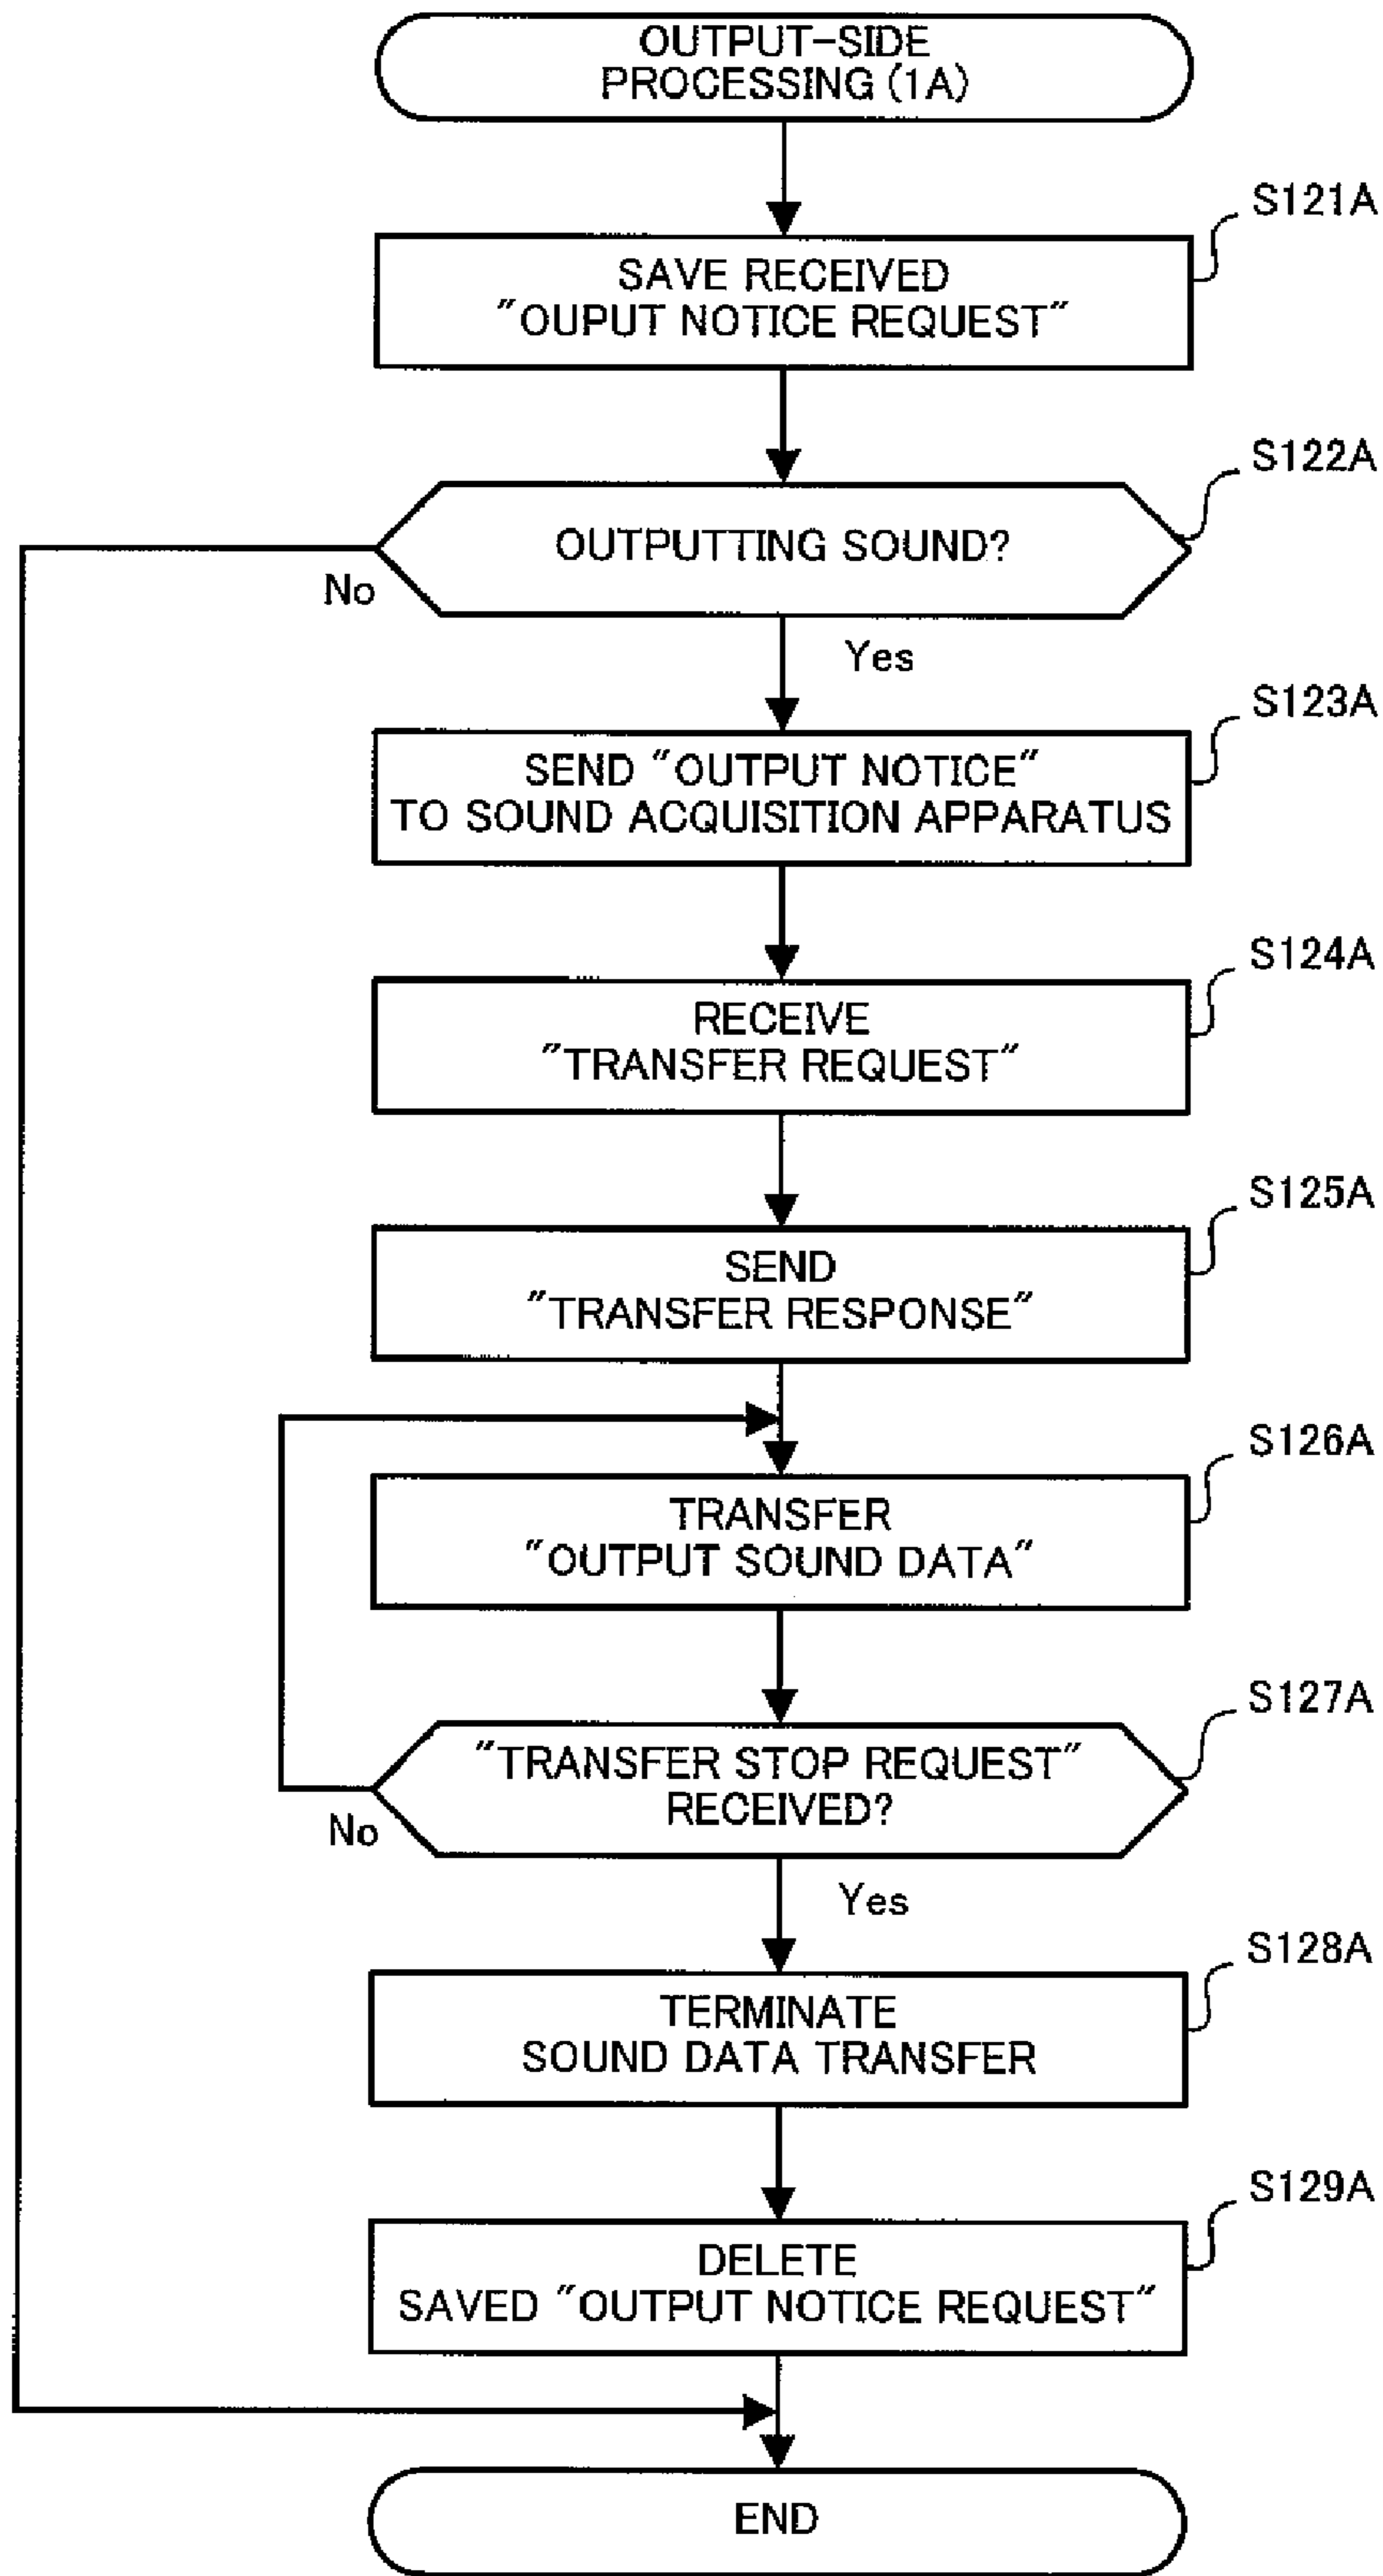 OUTPUT-SIDE
PROCESSING (1A)
S121A
SAVE RECEIVED
"OUPUT NOTICE REQUEST"
S122A
OUTPUTTING SOUND?
No
Yes
S123A
SEND "OUTPUT NOTICE"
TO SOUND ACQUISITION APPARATUS
S124A
RECEIVE
"TRANSFER REQUEST"
S125A
SEND
"TRANSFER RESPONSE"
S126A
TRANSFER
"OUTPUT SOUND DATA"
S127A
"TRANSFER STOP REQUEST"
RECEIVED?
No
Yes
S128A
TERMINATE
SOUND DATA TRANSFER
S129A
DELETE
SAVED "OUTPUT NOTICE REQUEST"
END